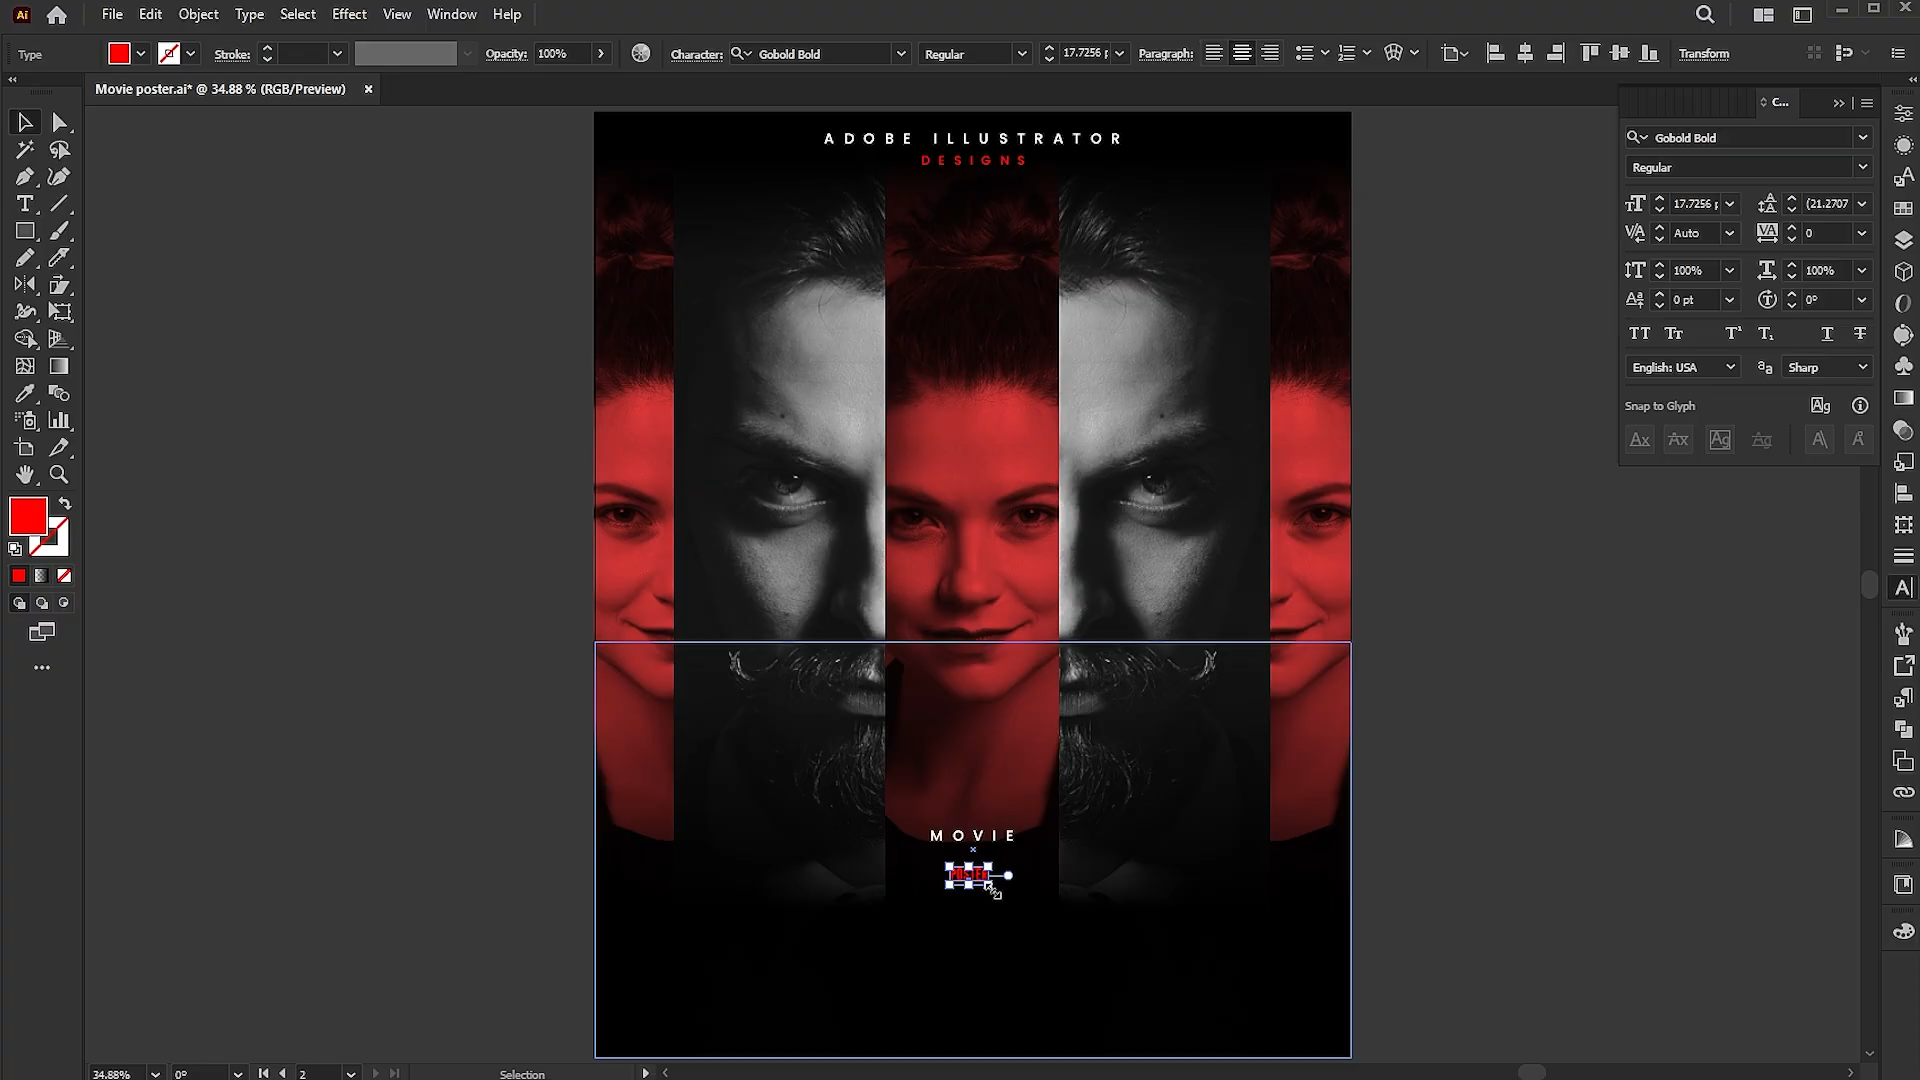 File Edit Object Type Select Effect View Window Help
Type Stroke: Opacity: 100% Character: Gobold Bold Regular 17.7256 Paragraph: Transform
Movie poster.ai* @ 34.88 % (RGB/Preview) ×
C...
Gobold Bold
Regular
17.7256 (21.2707
Auto 0
100% 100%
0 pt 0°
English: USA Sharp
Snap to Glyph
ADOBE ILLUSTRATOR
DESIGNS
MOVIE
POSTER
34.88% 0° 2 Selection